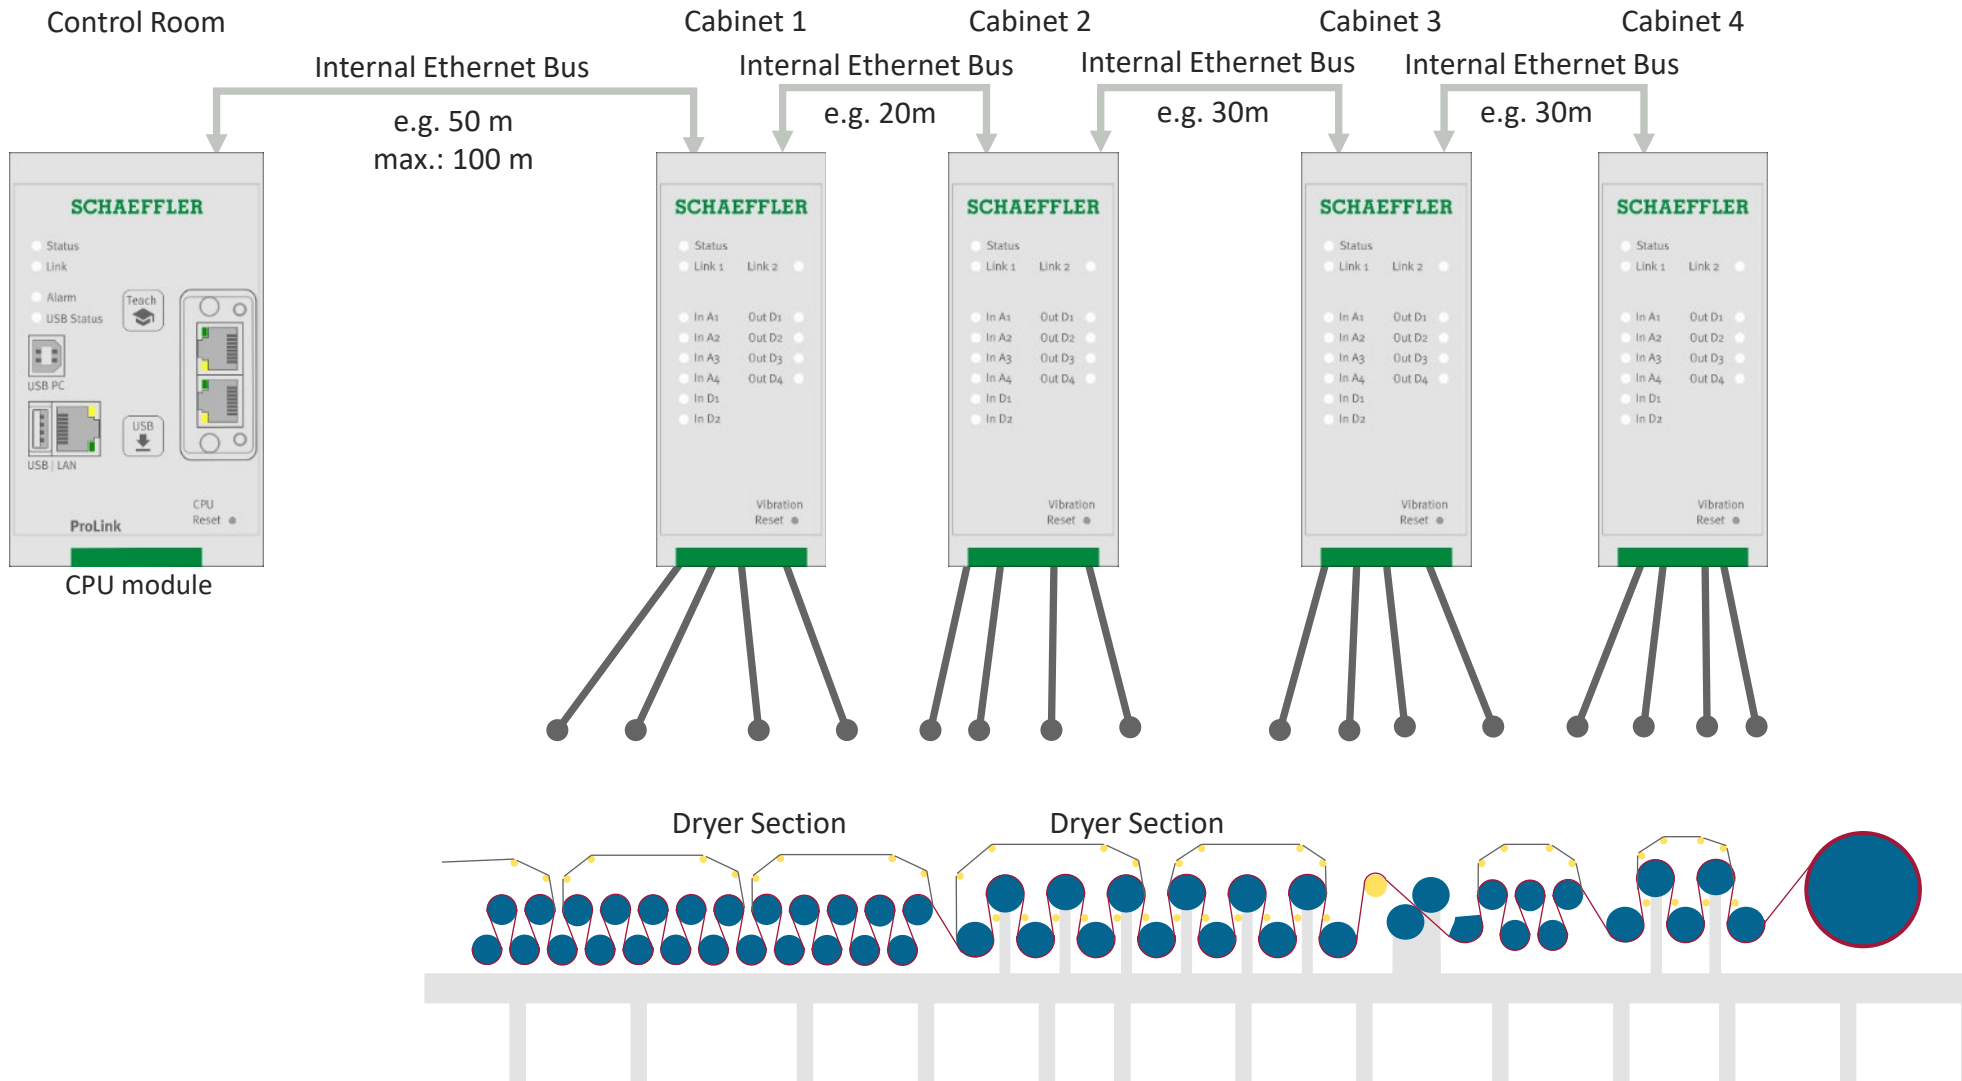 Control Room
Cabinet 1
Cabinet 2
Cabinet 3
Cabinet 4
Internal Ethernet Bus
e.g. 50 m
max.: 100 m
Internal Ethernet Bus
e.g. 20m
Internal Ethernet Bus
e.g. 30m
Internal Ethernet Bus
e.g. 30m
SCHAEFFLER
Status
Link
Alarm
USB Status
Teach
USB PC
USB
USB | LAN
CPU
Reset
ProLink
CPU module
SCHAEFFLER
Status
Link 1 Link 2
In A1 Out D1
In A2 Out D2
In A3 Out D3
In A4 Out D4
In D1
In D2
Vibration
Reset
SCHAEFFLER
Status
Link 1 Link 2
In A1 Out D1
In A2 Out D2
In A3 Out D3
In A4 Out D4
In D1
In D2
Vibration
Reset
SCHAEFFLER
Status
Link 1 Link 2
In A1 Out D1
In A2 Out D2
In A3 Out D3
In A4 Out D4
In D1
In D2
Vibration
Reset
SCHAEFFLER
Status
Link 1 Link 2
In A1 Out D1
In A2 Out D2
In A3 Out D3
In A4 Out D4
In D1
In D2
Vibration
Reset
Dryer Section
Dryer Section